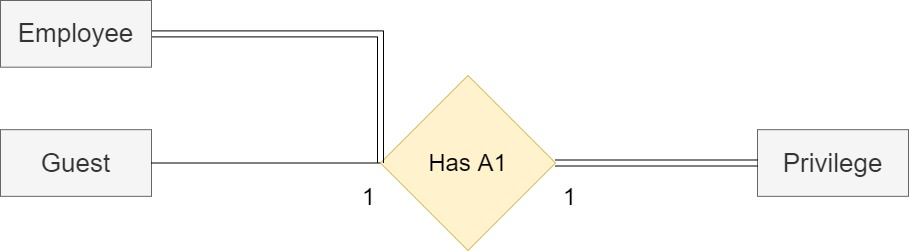 Employee
Guest
Has A1
Privilege
1
1